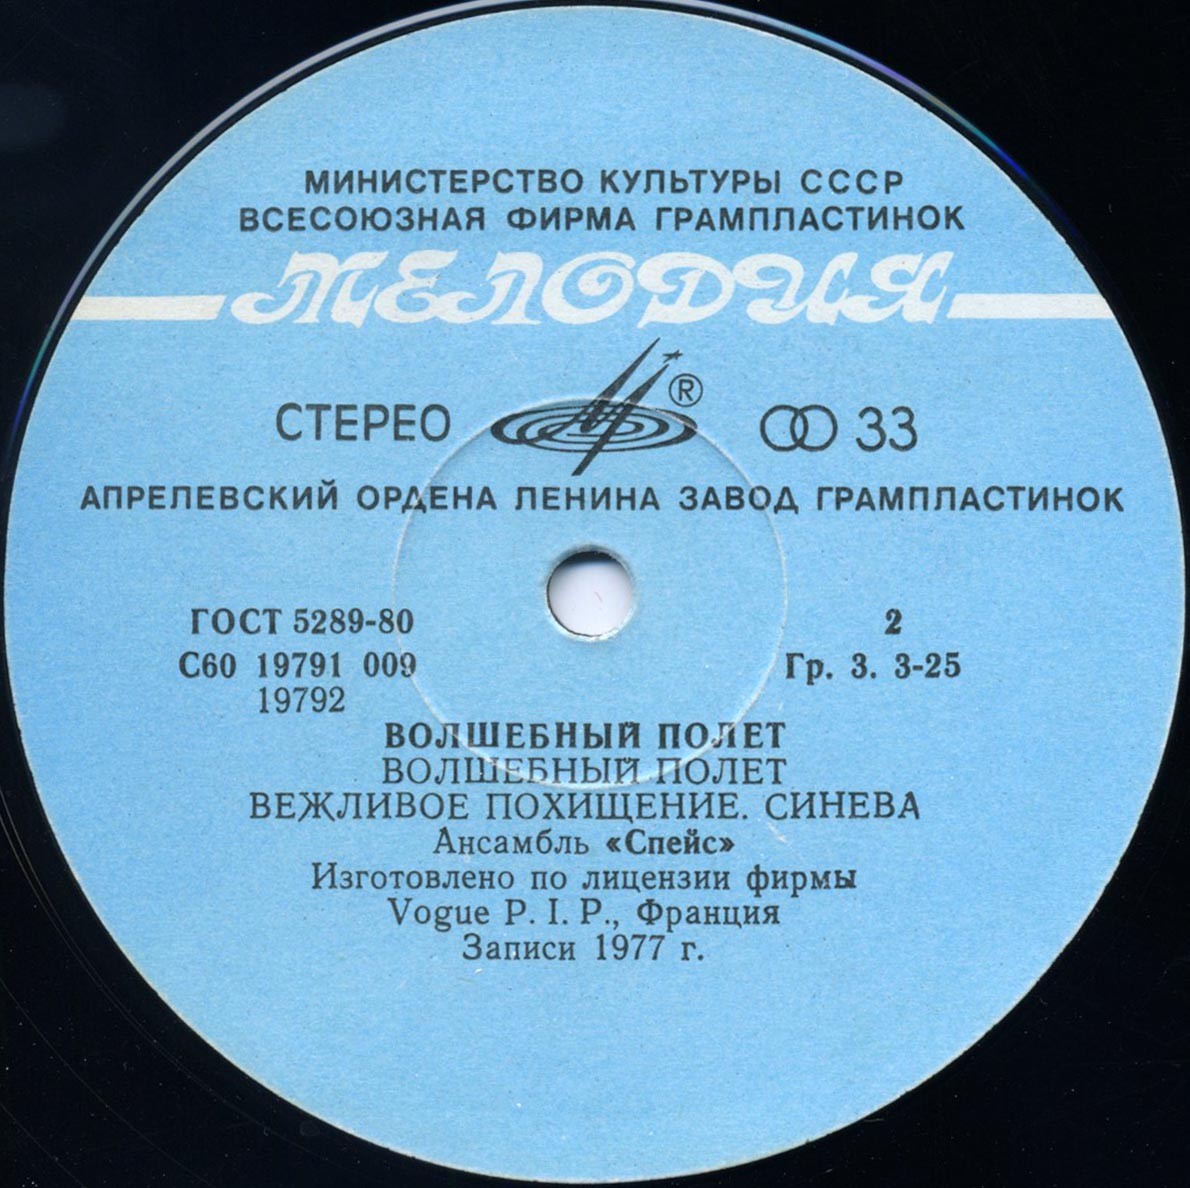 МИНИСТЕРСТВО КУЛЬТУРЫ СССР
ВСЕСОЮЗНАЯ ФИРМА ГРАМПЛАСТИНОК
МЕЛОДИЯ
СТЕРЕО ® 33
АПРЕЛЕВСКИЙ ОРДЕНА ЛЕНИНА ЗАВОД ГРАМПЛАСТИНОК
ГОСТ 5289-80 2
С60 19791 009 Гр. 3. 3-25
19792
ВОЛШЕБНЫЙ ПОЛЕТ
ВОЛШЕБНЫЙ ПОЛЕТ
ВЕЖЛИВОЕ ПОХИЩЕНИЕ. СИНЕВА
Ансамбль «Спейс»
Изготовлено по лицензии фирмы
Vogue P. I. P., Франция
Записи 1977 г.